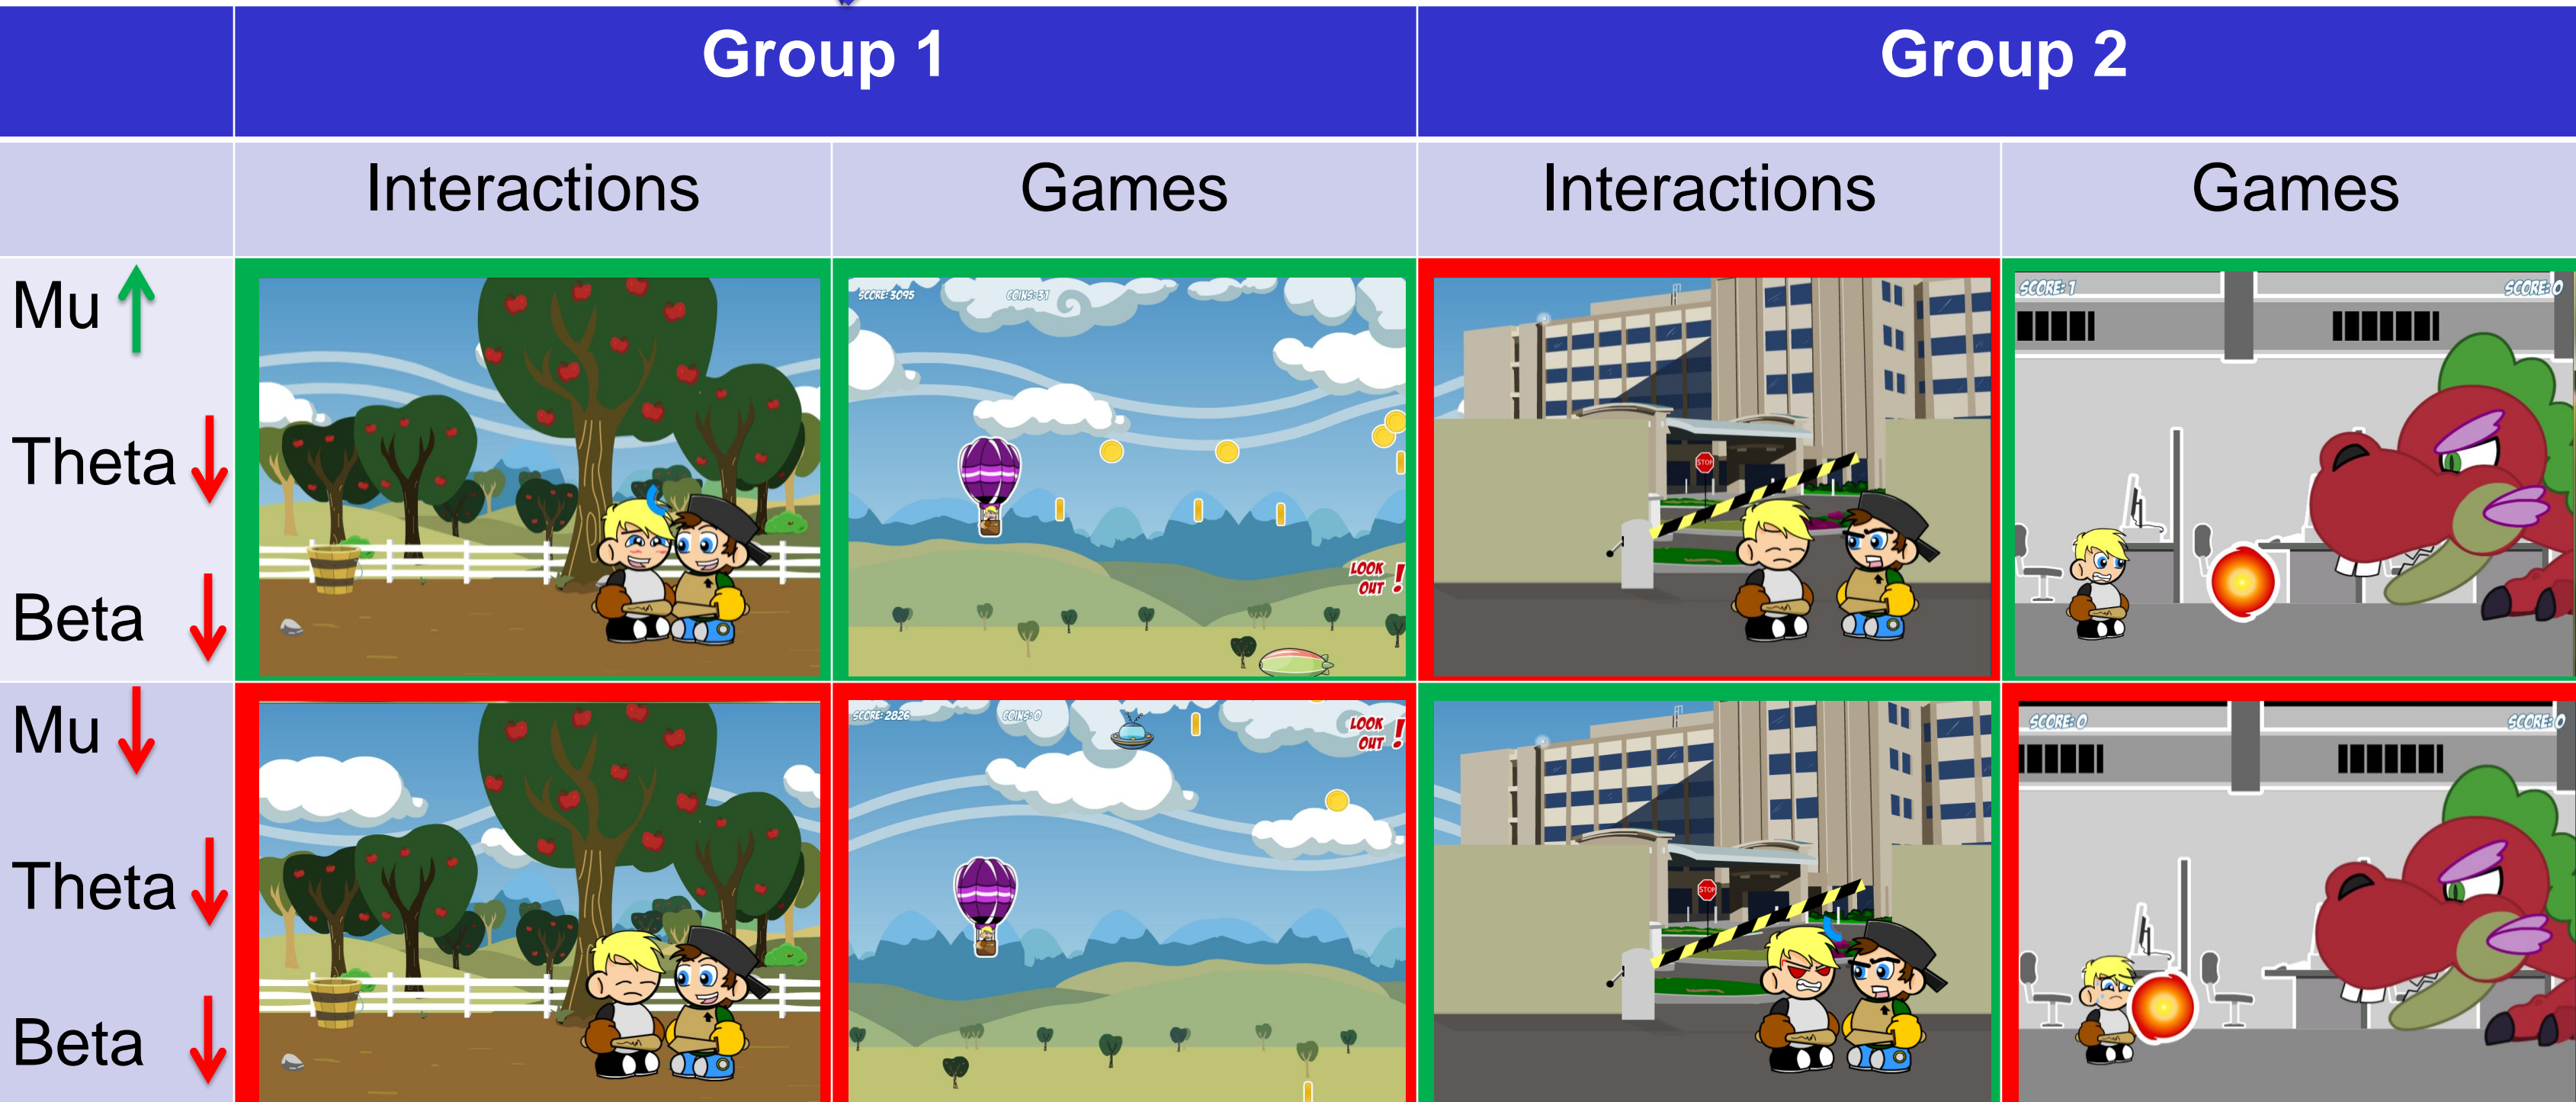 Group 1
Group 2
Interactions
Games
Interactions
Games
Mu
Theta
Beta
SCORE: 3095
COINS: 31
LOOK
OUT !
STOP
SCORE: 1
SCORE: 0
Mu
Theta
Beta
SCORE: 2826
COINS: 0
LOOK
OUT !
STOP
SCORE: 0
SCORE: 0